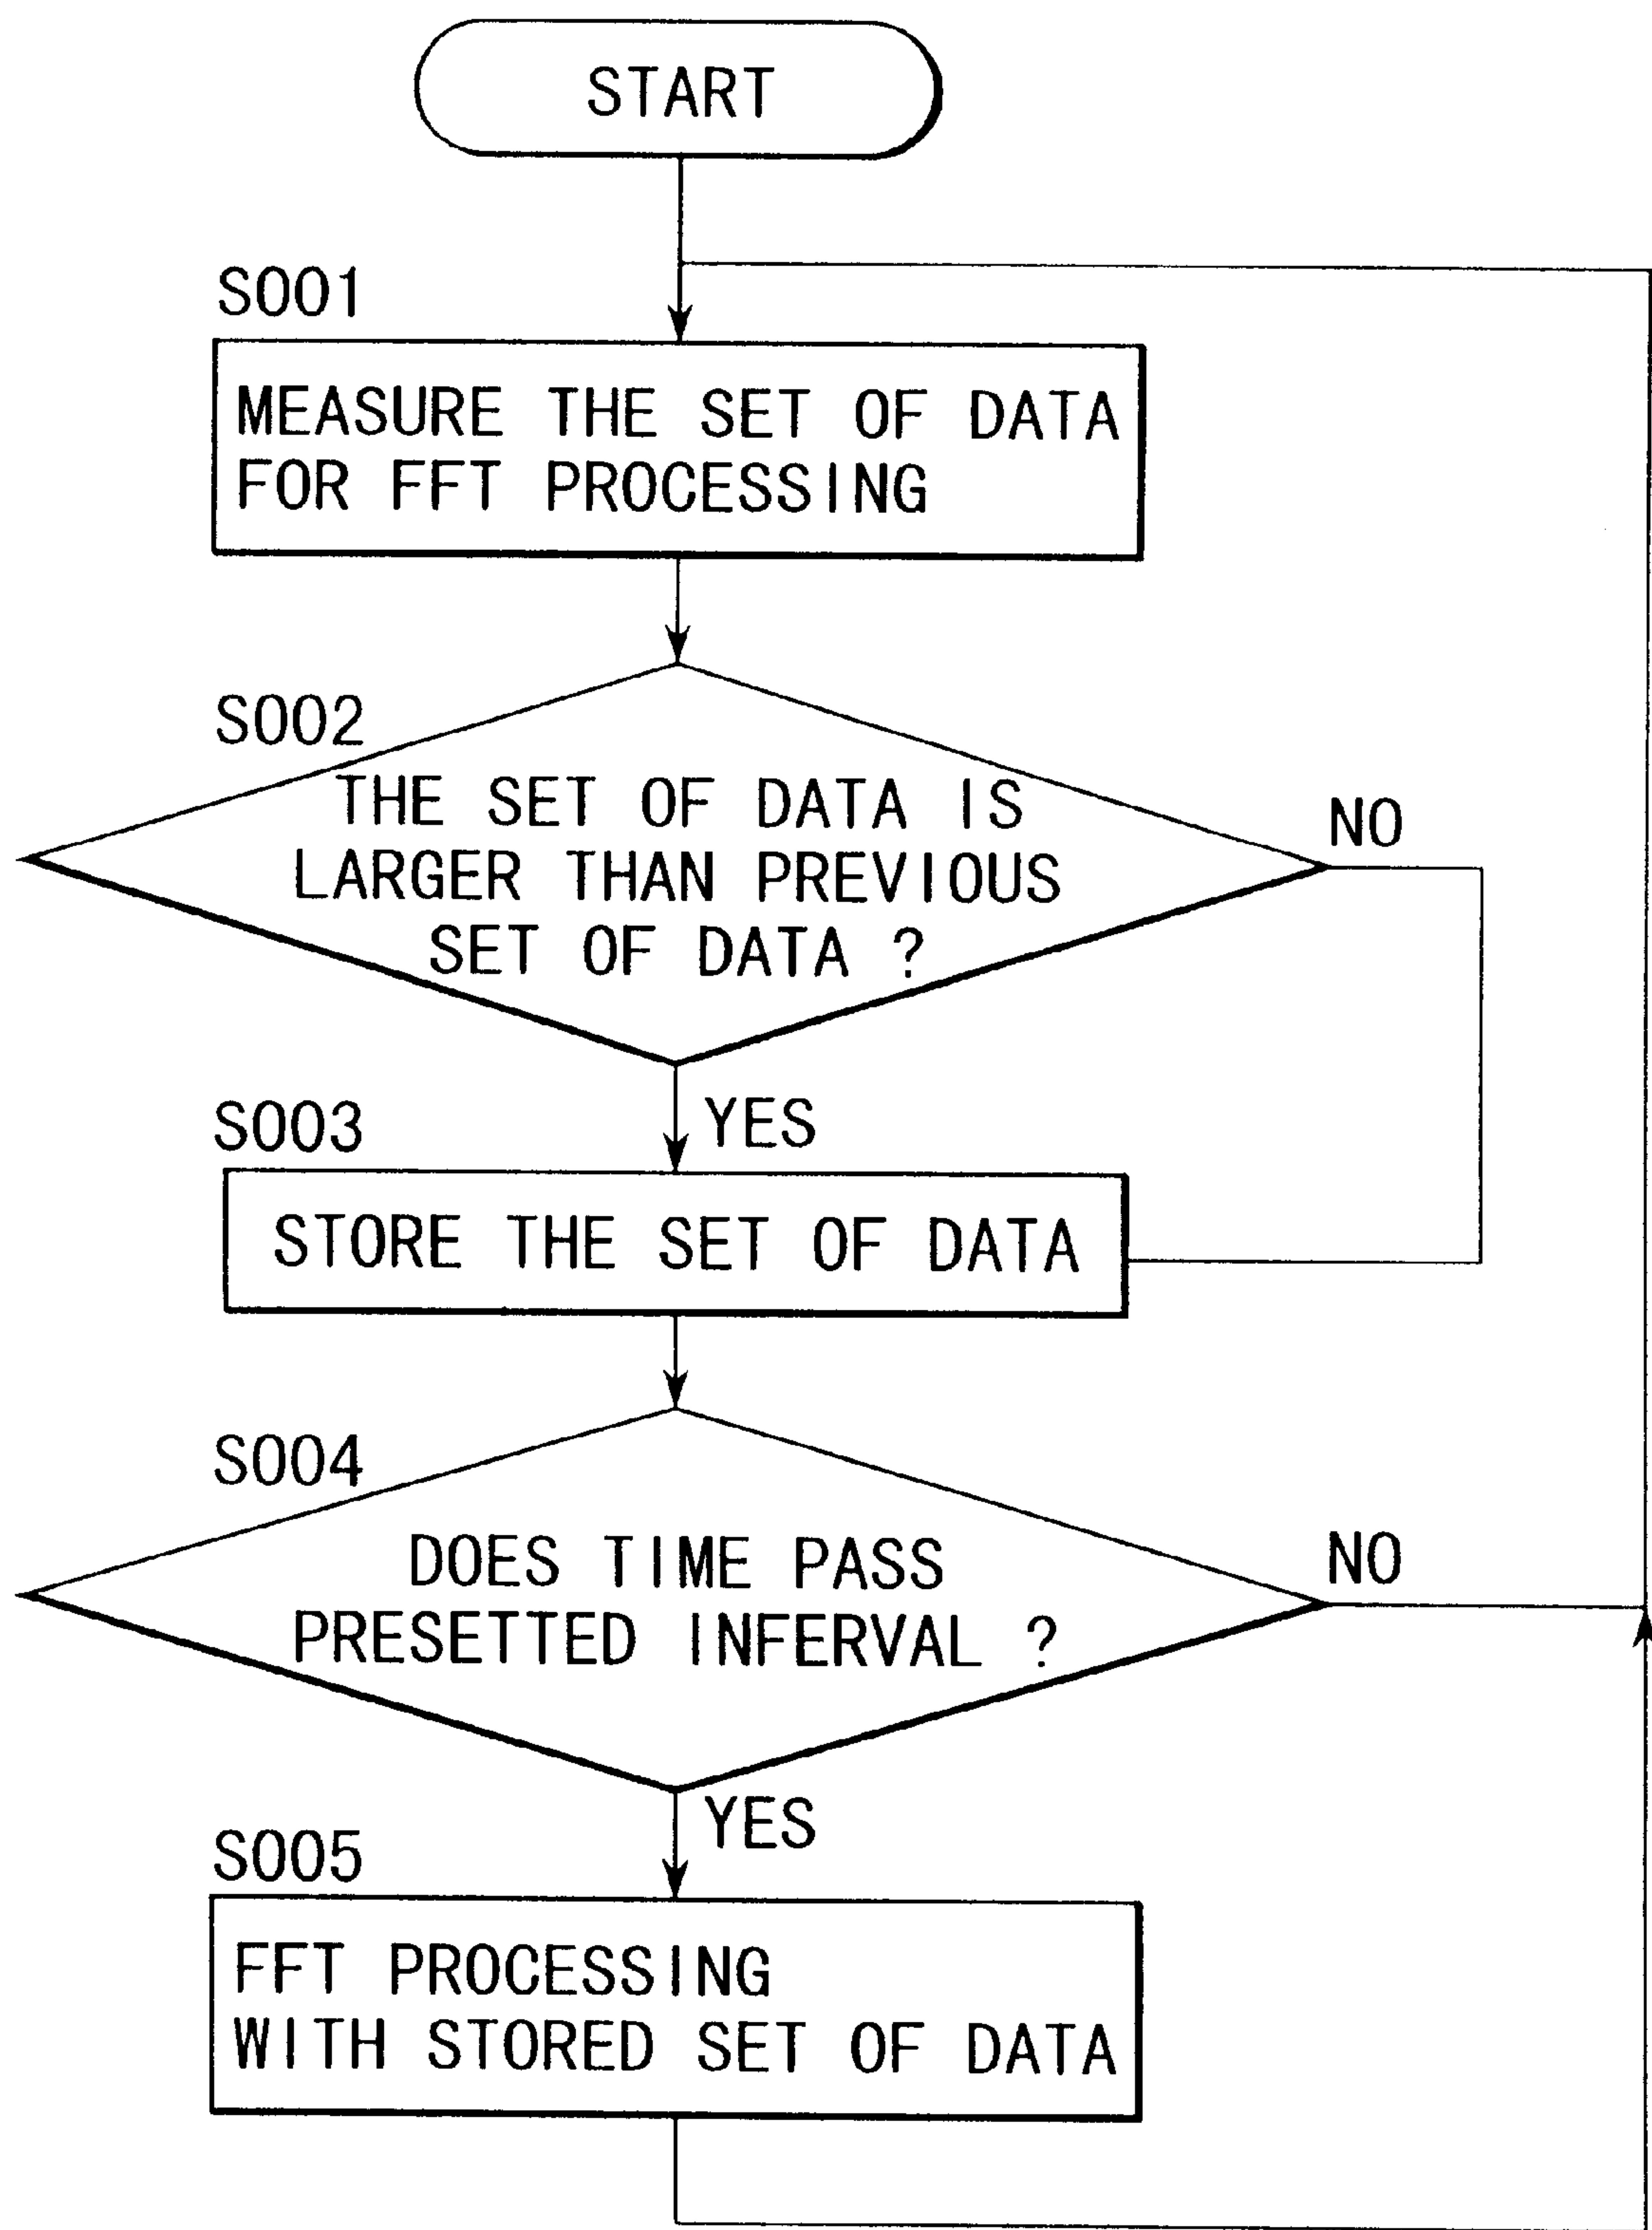 START
S001
MEASURE THE SET OF DATA
FOR FFT PROCESSING
S002
THE SET OF DATA IS
LARGER THAN PREVIOUS
SET OF DATA ?
NO
YES
S003
STORE THE SET OF DATA
S004
DOES TIME PASS
PRESETTED INFERVAL ?
NO
YES
S005
FFT PROCESSING
WITH STORED SET OF DATA